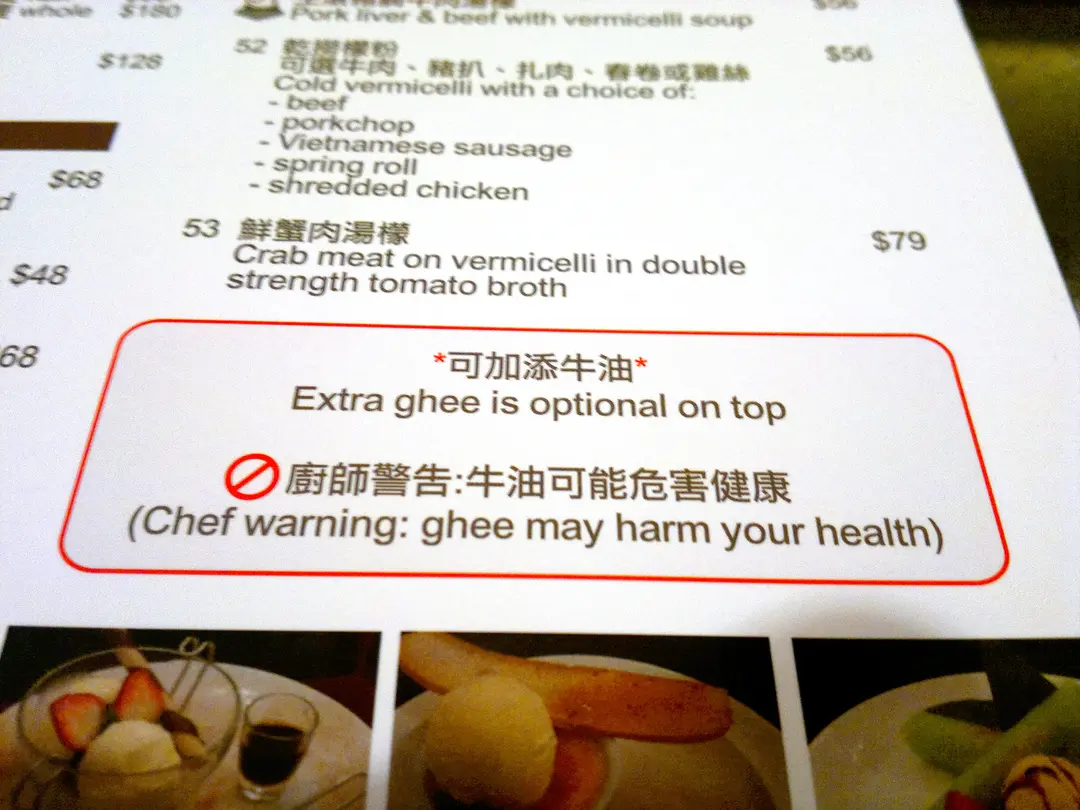 whole $180
$128
$68
d
$48
68
Pork liver & beef with vermicelli soup
$56
52 乾撈檬粉 $56
可選牛肉、豬扒、扎肉、春卷或雞絲
Cold vermicelli with a choice of:
- beef
- porkchop
- Vietnamese sausage
- spring roll
- shredded chicken
53 鮮蟹肉湯檬 $79
Crab meat on vermicelli in double
strength tomato broth
*可加添牛油*
Extra ghee is optional on top
廚師警告:牛油可能危害健康
(Chef warning: ghee may harm your health)